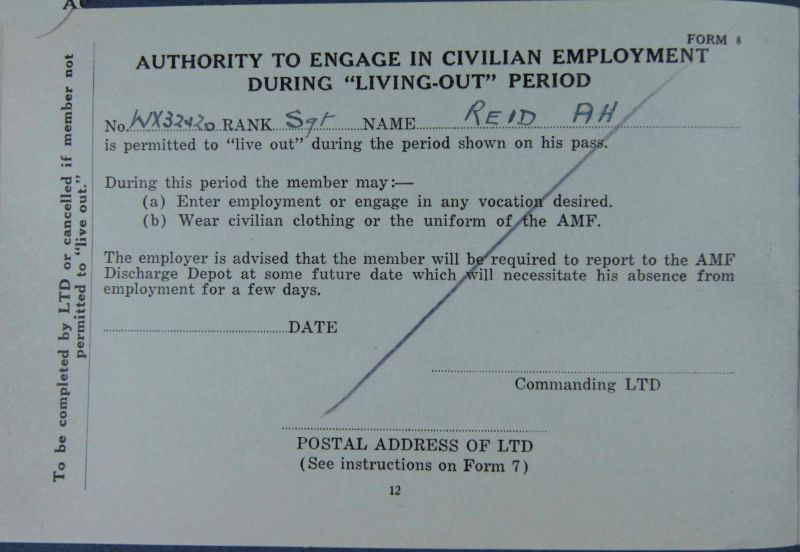 A
FORM 8
AUTHORITY TO ENGAGE IN CIVILIAN EMPLOYMENT
DURING "LIVING-OUT" PERIOD
No. WX32420 RANK Sgt NAME REID AH
is permitted to "live out" during the period shown on his pass.
During this period the member may:—
(a) Enter employment or engage in any vocation desired.
(b) Wear civilian clothing or the uniform of the AMF.
The employer is advised that the member will be required to report to the AMF
Discharge Depot at some future date which will necessitate his absence from
employment for a few days.
DATE
Commanding LTD
POSTAL ADDRESS OF LTD
(See instructions on Form 7)
12
To be completed by LTD or cancelled if member not
permitted to "live out."